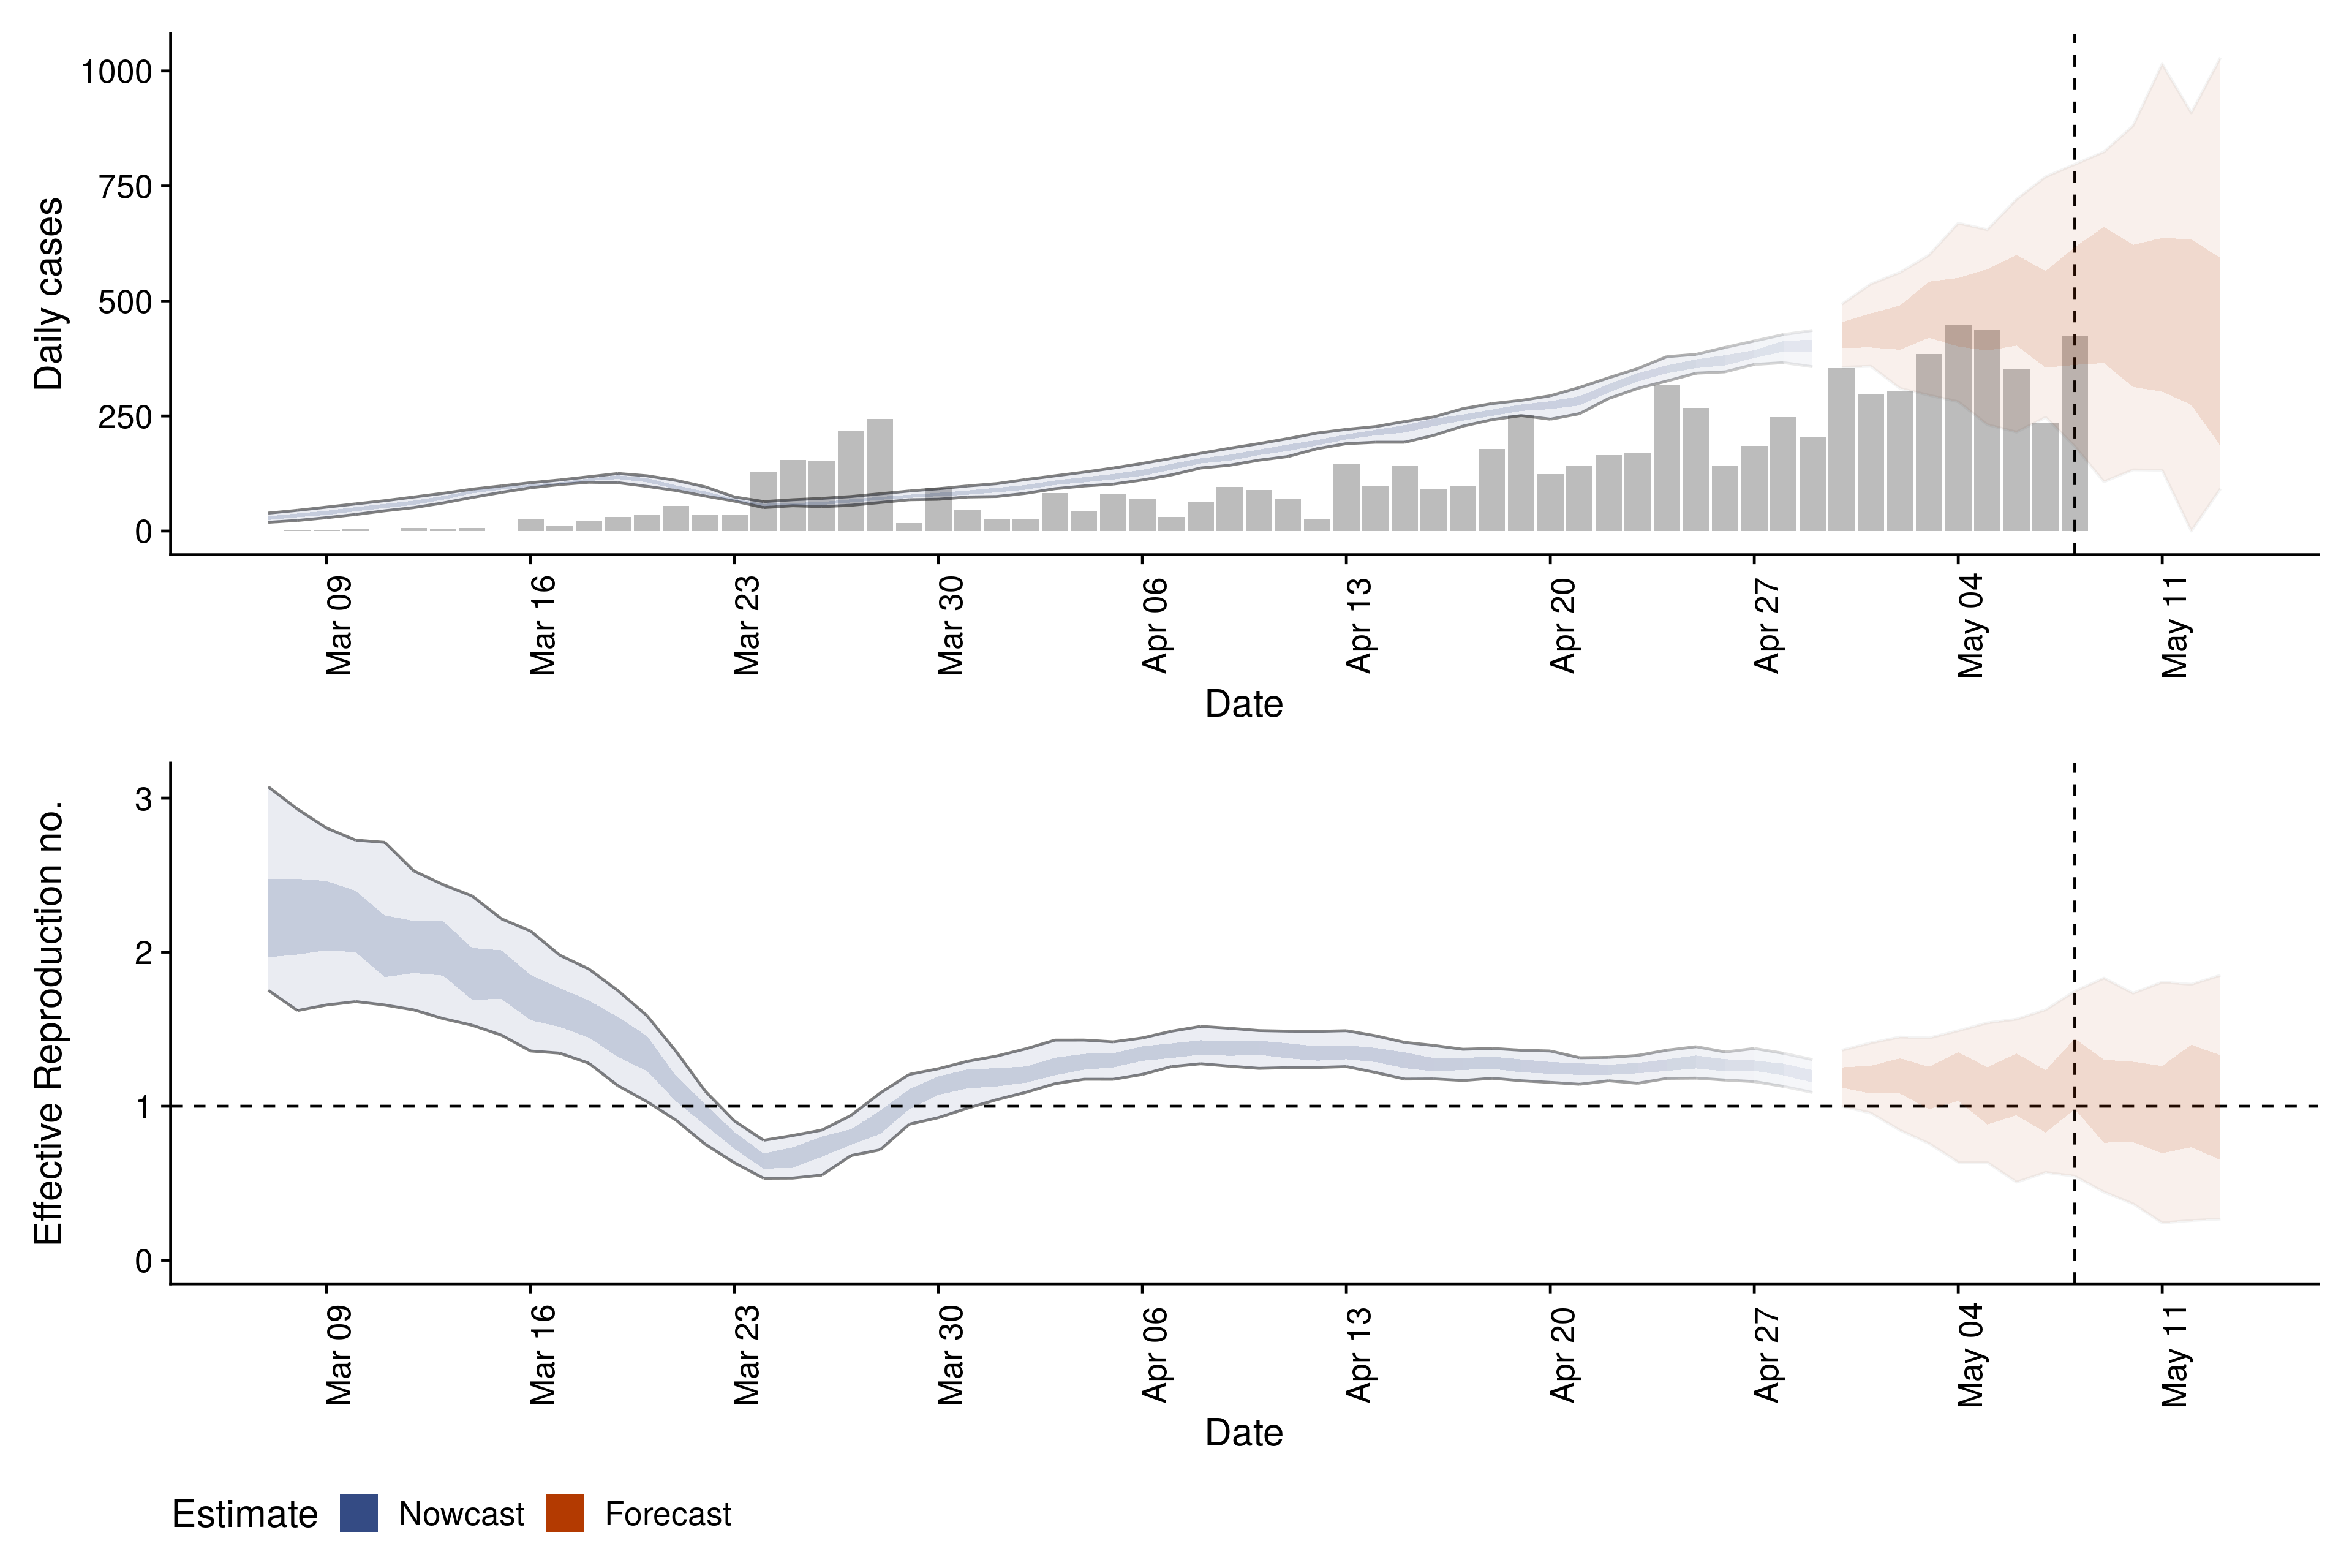 Daily cases
1000
750
500
250
0
Mar 09
Mar 16
Mar 23
Mar 30
Apr 06
Apr 13
Apr 20
Apr 27
May 04
May 11
Date
Effective Reproduction no.
3
2
1
0
Mar 09
Mar 16
Mar 23
Mar 30
Apr 06
Apr 13
Apr 20
Apr 27
May 04
May 11
Date
Estimate Nowcast Forecast